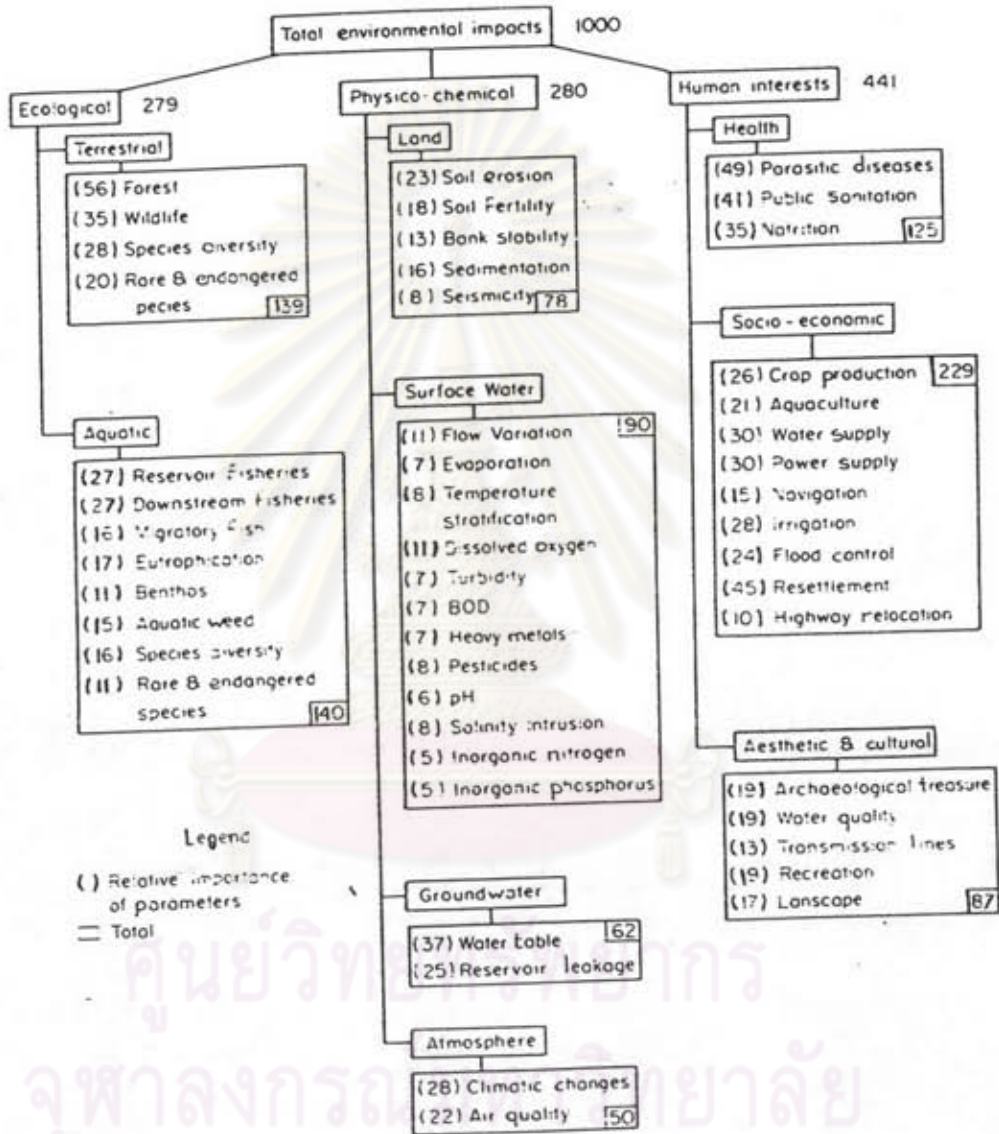 Total environmental impacts 1000
Ecological 279
Terrestrial
(56) Forest
(35) Wildlife
(28) Species diversity
(20) Rare & endangered
pecies 139
Aquatic
(27) Reservoir fisheries
(27) Downstream fisheries
(16) Migratory fish
(17) Eutrophication
(11) Benthos
(15) Aquatic weed
(16) Species diversity
(11) Rare & endangered
species 140
Legend
( ) Relative importance
of parameters
Total
Physico-chemical 280
Land
(23) Soil erosion
(18) Soil Fertility
(13) Bank stability
(16) Sedimentation
(8) Seismicity 78
Surface Water
(11) Flow Variation 90
(7) Evaporation
(8) Temperature
stratification
(11) Dissolved oxygen
(7) Turbidity
(7) BOD
(7) Heavy metals
(8) Pesticides
(6) pH
(8) Salinity intrusion
(5) Inorganic nitrogen
(5) Inorganic phosphorus
Groundwater
(37) Water table 62
(25) Reservoir leakage
Atmosphere
(28) Climatic changes
(22) Air quality 50
Human interests 441
Health
(49) Parasitic diseases
(41) Public Sanitation
(35) Natrition 125
Socio-economic
(26) Crop production 229
(21) Aquaculture
(30) Water supply
(30) Power supply
(15) Navigation
(28) Irrigation
(24) Flood control
(45) Resettlement
(10) Highway relocation
Aesthetic & cultural
(19) Archaeological treasure
(19) Water quality
(13) Transmission lines
(19) Recreation
(17) Lanscape 87
ศูนย์วิทยทรัพยากร
จุฬาลงกรณ์มหาวิทยาลัย